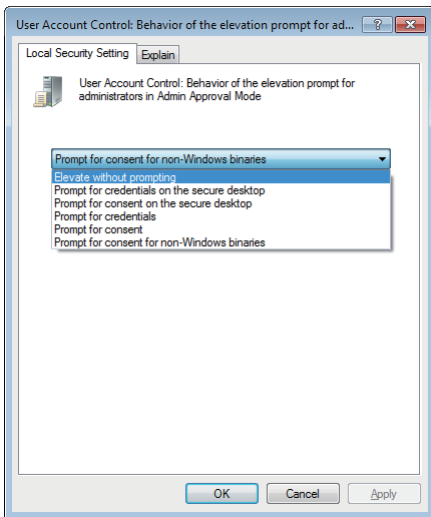 User Account Control: Behavior of the elevation prompt for ad...
Local Security Setting
Explain
User Account Control: Behavior of the elevation prompt for
administrators in Admin Approval Mode
Prompt for consent for non-Windows binaries
Elevate without prompting
Prompt for credentials on the secure desktop
Prompt for consent on the secure desktop
Prompt for credentials
Prompt for consent
Prompt for consent for non-Windows binaries
OK
Cancel
Apply